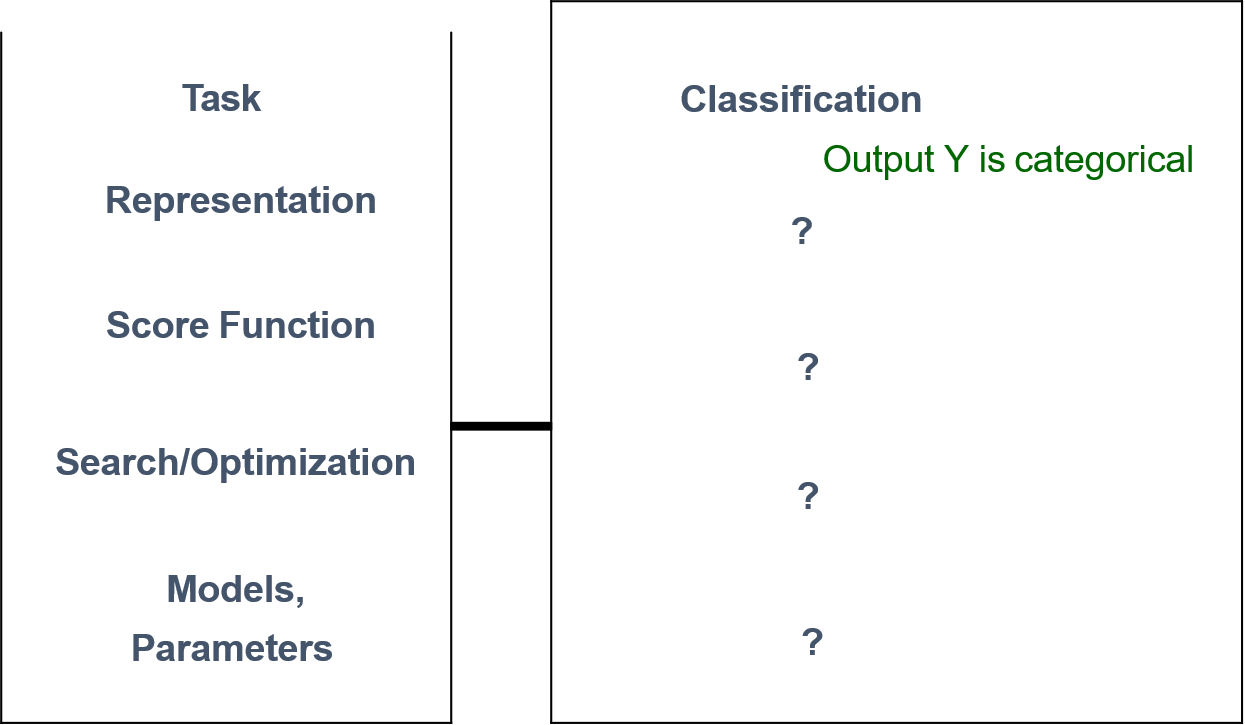 Task
Representation
Score Function
Search/Optimization
Models,
Parameters
Classification
Output Y is categorical
?
?
?
?